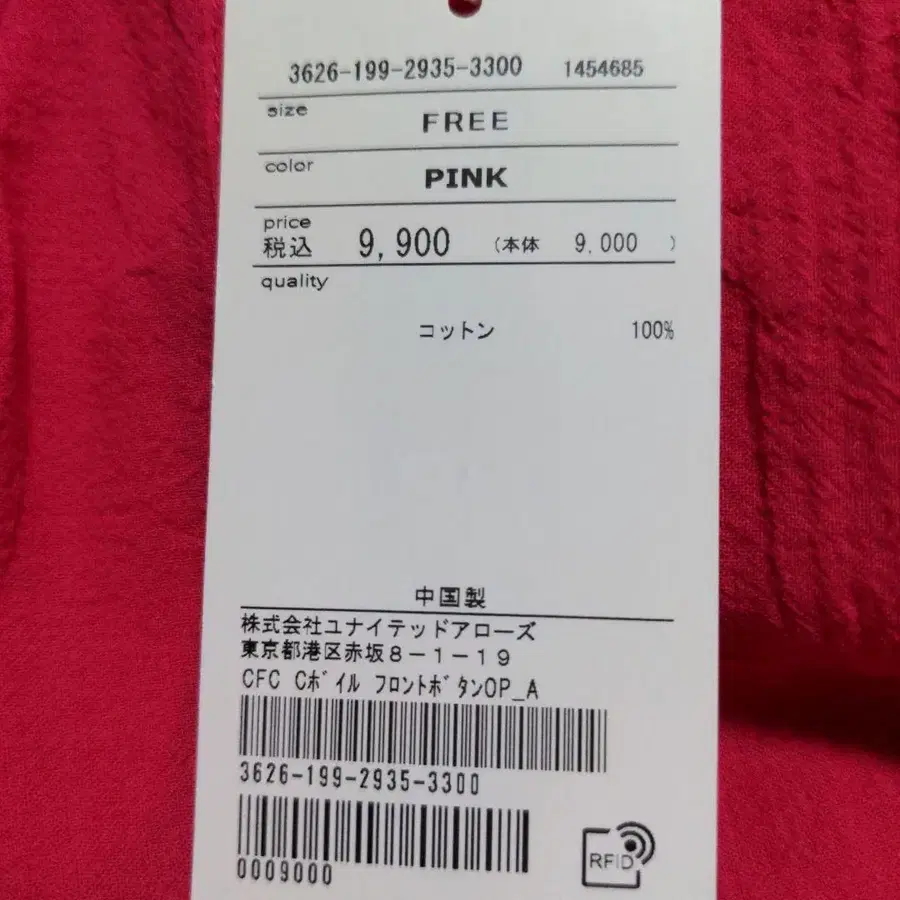 3626-199-2935-3300 1454685
size FREE
color PINK
price
税込 9,900 (本体 9,000 )
quality
コットン 100%
中国製
株式会社ユナイテッドアローズ
東京都港区赤坂8-1-19
CFC Cﾎﾞｲﾙ ﾌﾛﾝﾄﾎﾞﾀﾝOP_A
3626-199-2935-3300
0009000
RFID